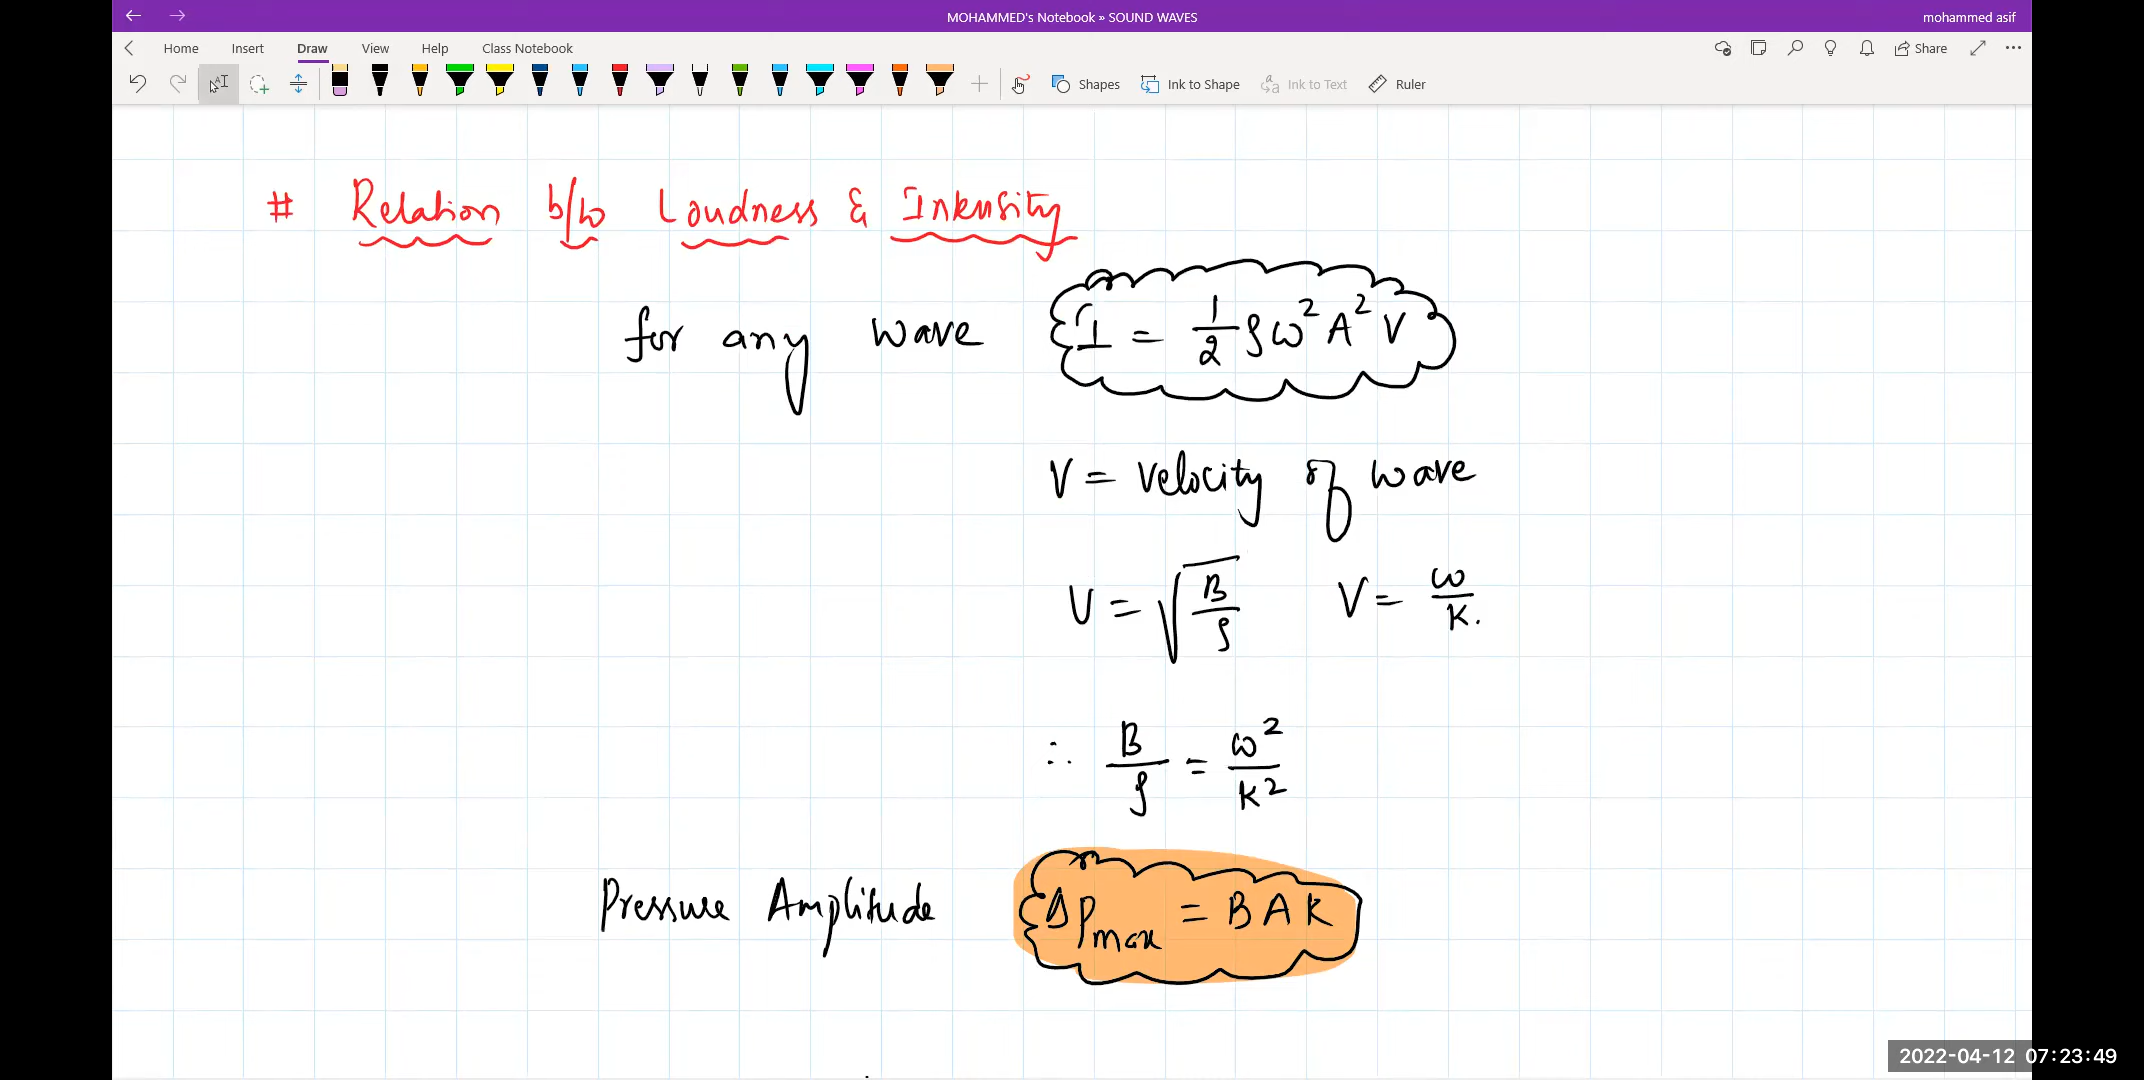 MOHAMMED's Notebook » SOUND WAVES
mohammed asif
Home Insert Draw View Help Class Notebook
Share
Shapes Ink to Shape Ink to Text Ruler
# Relation b/w Loudness & Intensity
for any wave I = 1/2 ρω²A²V
V = velocity of wave
V = √(B/ρ) V = ω/K.
∴ B/ρ = ω²/K²
Pressure Amplitude ΔPmax = BAK
2022-04-12 07:23:49